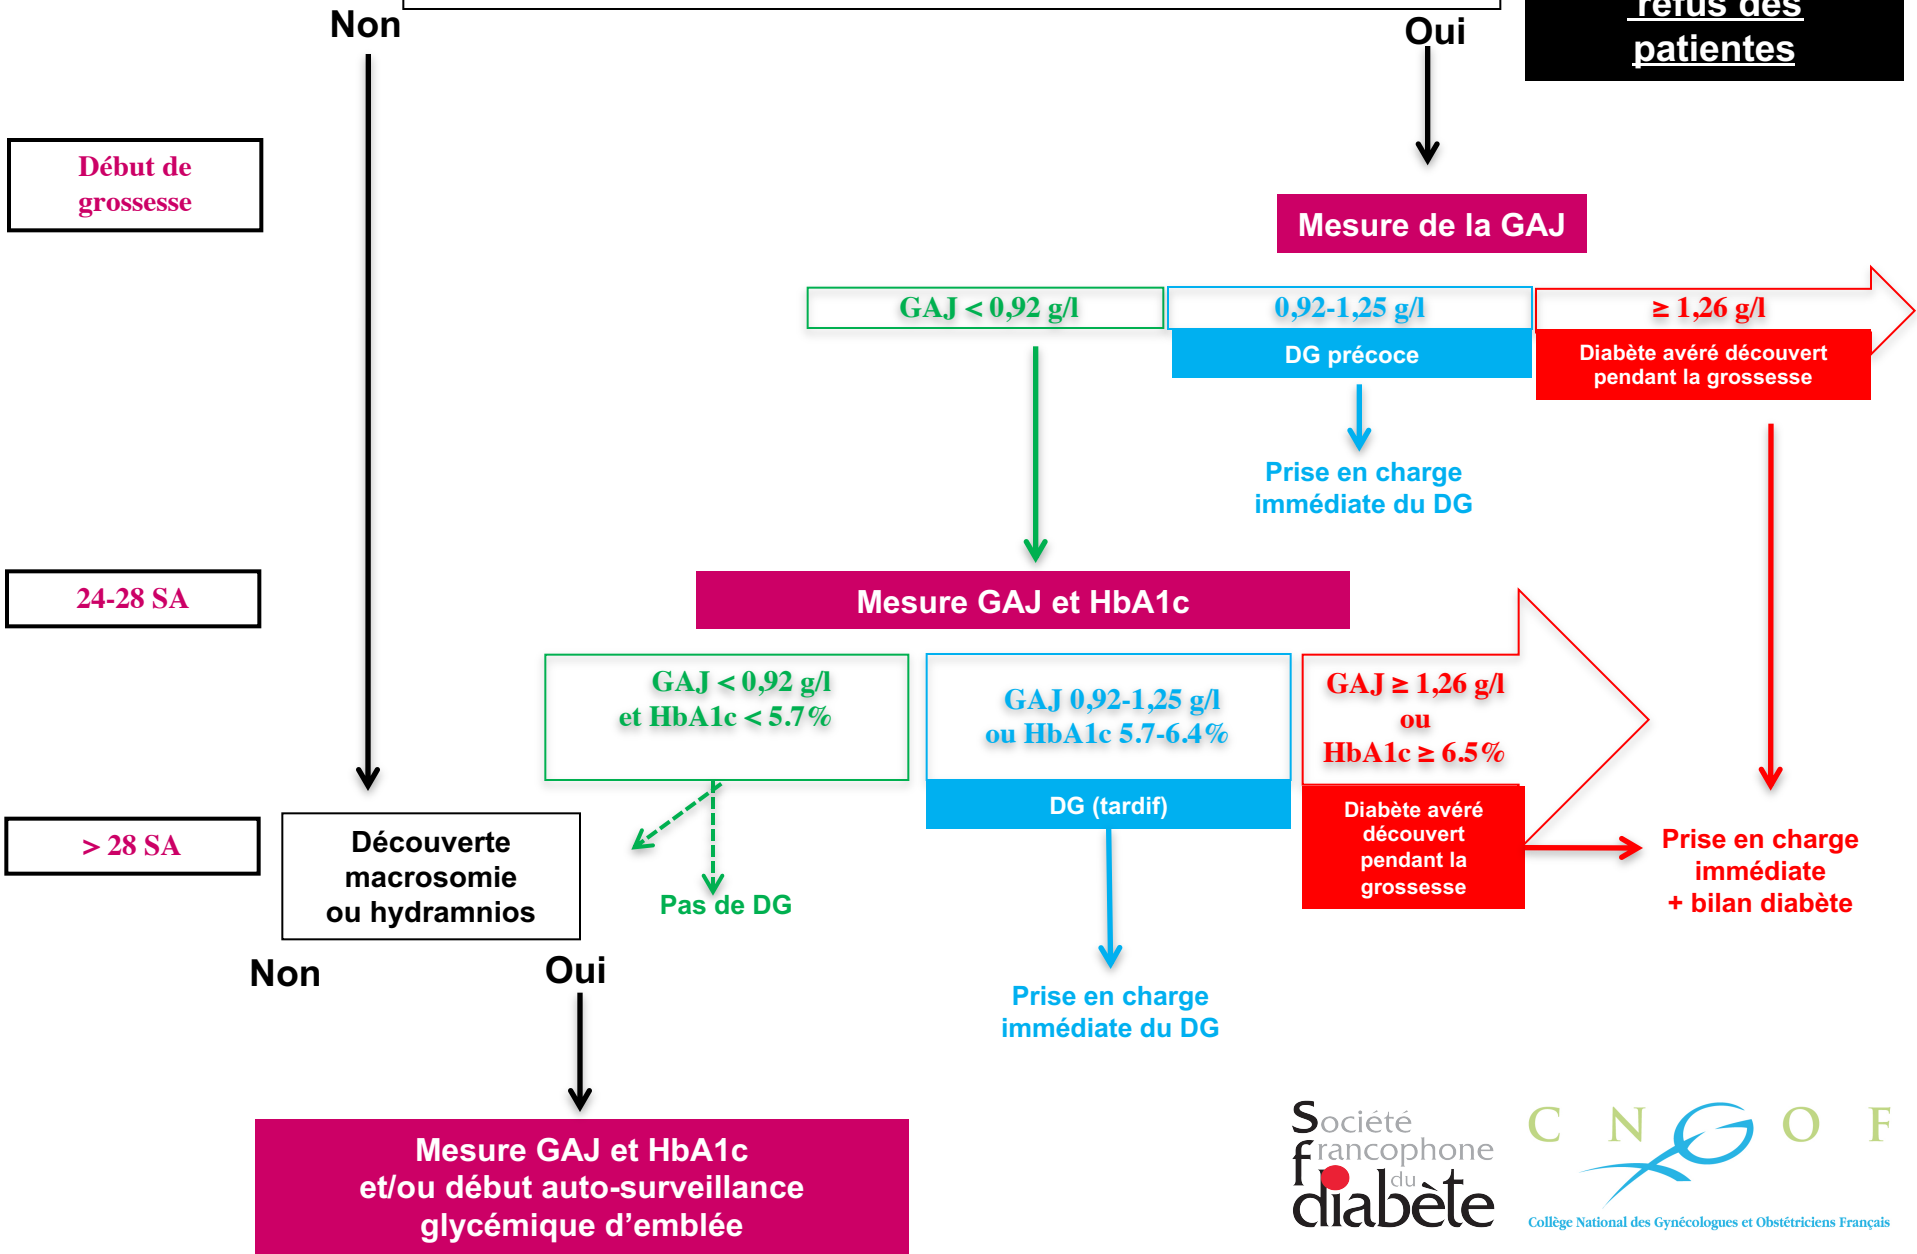 refus des
patientes
Non
Oui
Début de
grossesse
Mesure de la GAJ
GAJ < 0,92 g/l
0,92-1,25 g/l
≥ 1,26 g/l
DG précoce
Diabète avéré découvert
pendant la grossesse
Prise en charge
immédiate du DG
24-28 SA
Mesure GAJ et HbA1c
GAJ < 0,92 g/l
et HbA1c < 5.7%
GAJ 0,92-1,25 g/l
ou HbA1c 5.7-6.4%
GAJ ≥ 1,26 g/l
ou
HbA1c ≥ 6.5%
DG (tardif)
Diabète avéré
découvert
pendant la
grossesse
> 28 SA
Découverte
macrosomie
ou hydramnios
Pas de DG
Prise en charge
immédiate
+ bilan diabète
Non
Oui
Prise en charge
immédiate du DG
Mesure GAJ et HbA1c
et/ou début auto-surveillance
glycémique d’emblée
Société
francophone
du
diabète
C N G O F
Collège National des Gynécologues et Obstétriciens Français